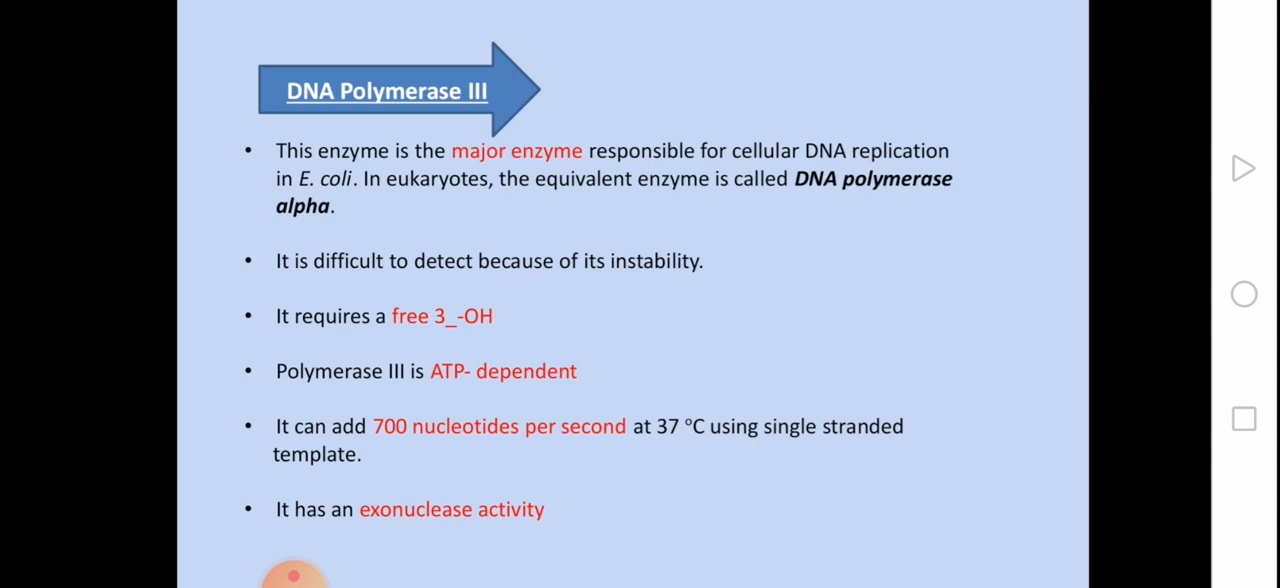 DNA Polymerase III
• This enzyme is the major enzyme responsible for cellular DNA replication
in E. coli. In eukaryotes, the equivalent enzyme is called DNA polymerase
alpha.
• It is difficult to detect because of its instability.
• It requires a free 3_-OH
• Polymerase III is ATP- dependent
• It can add 700 nucleotides per second at 37 ºC using single stranded
template.
• It has an exonuclease activity